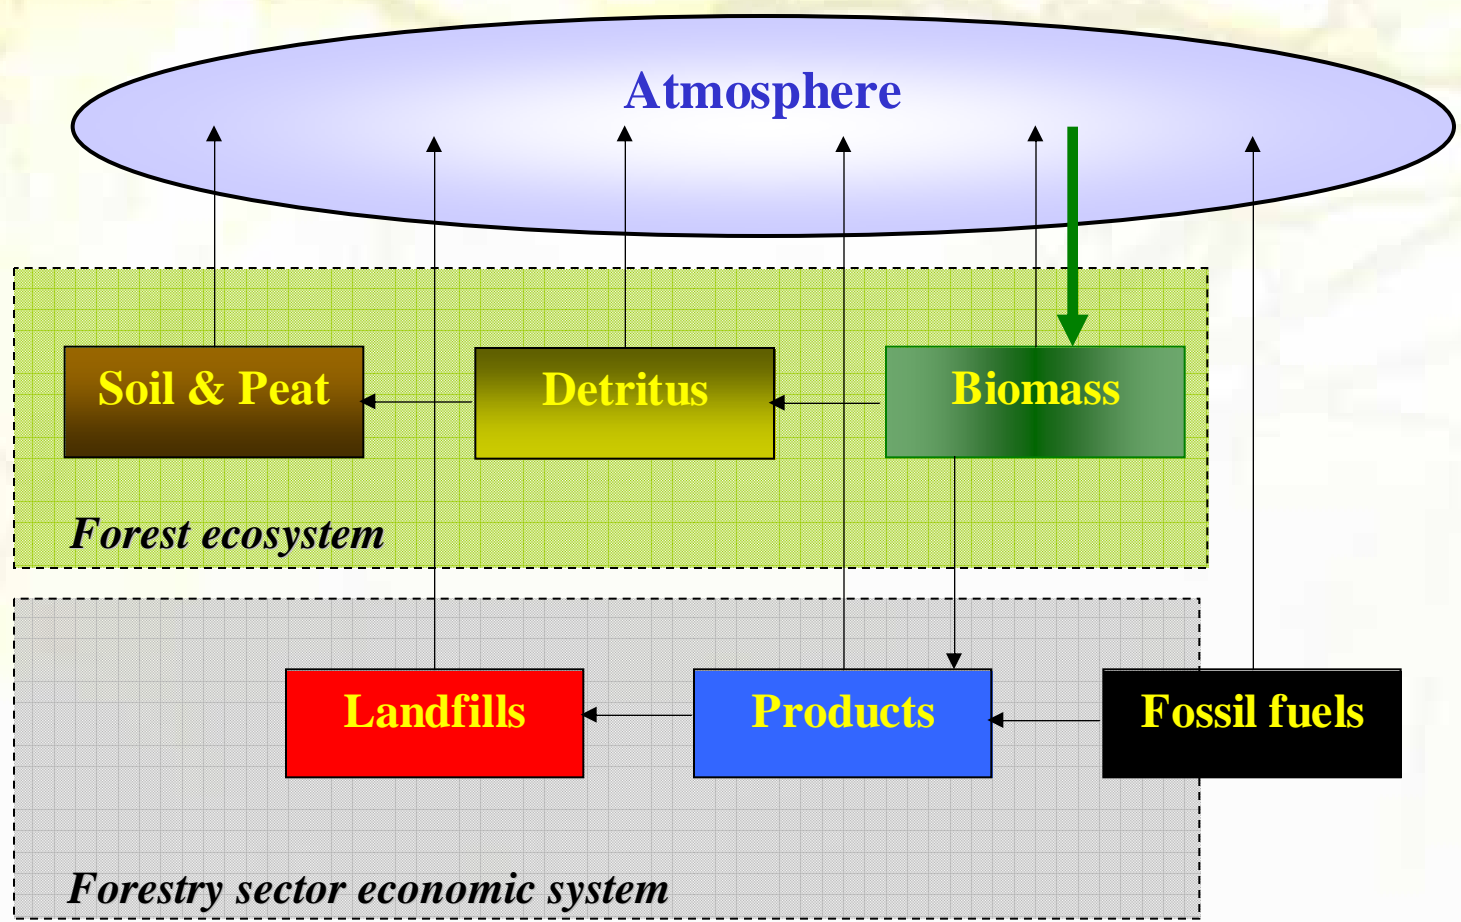 Atmosphere
Soil & Peat
Detritus
Biomass
Forest ecosystem
Landfills
Products
Fossil fuels
Forestry sector economic system